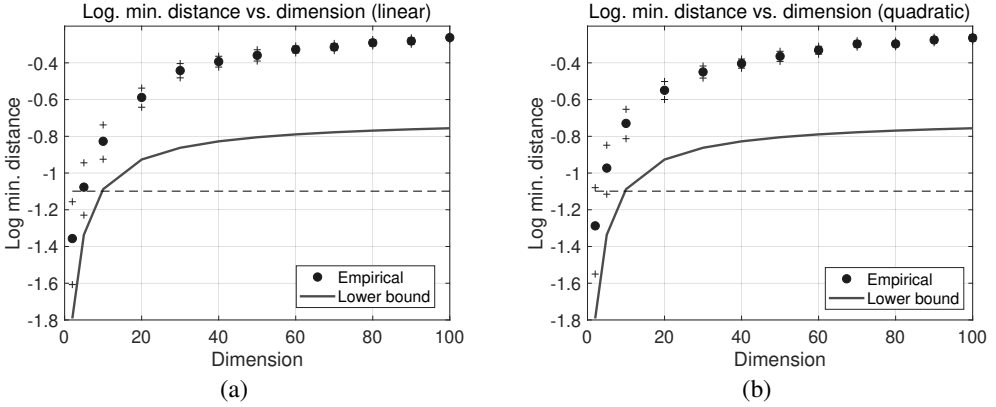 Log. min. distance vs. dimension (linear)
Log min. distance
-0.4
-0.6
-0.8
-1
-1.2
-1.4
-1.6
-1.8
Empirical
Lower bound
0 20 40 60 80 100
Dimension
(a)
Log. min. distance vs. dimension (quadratic)
Log min. distance
-0.4
-0.6
-0.8
-1
-1.2
-1.4
-1.6
-1.8
Empirical
Lower bound
0 20 40 60 80 100
Dimension
(b)